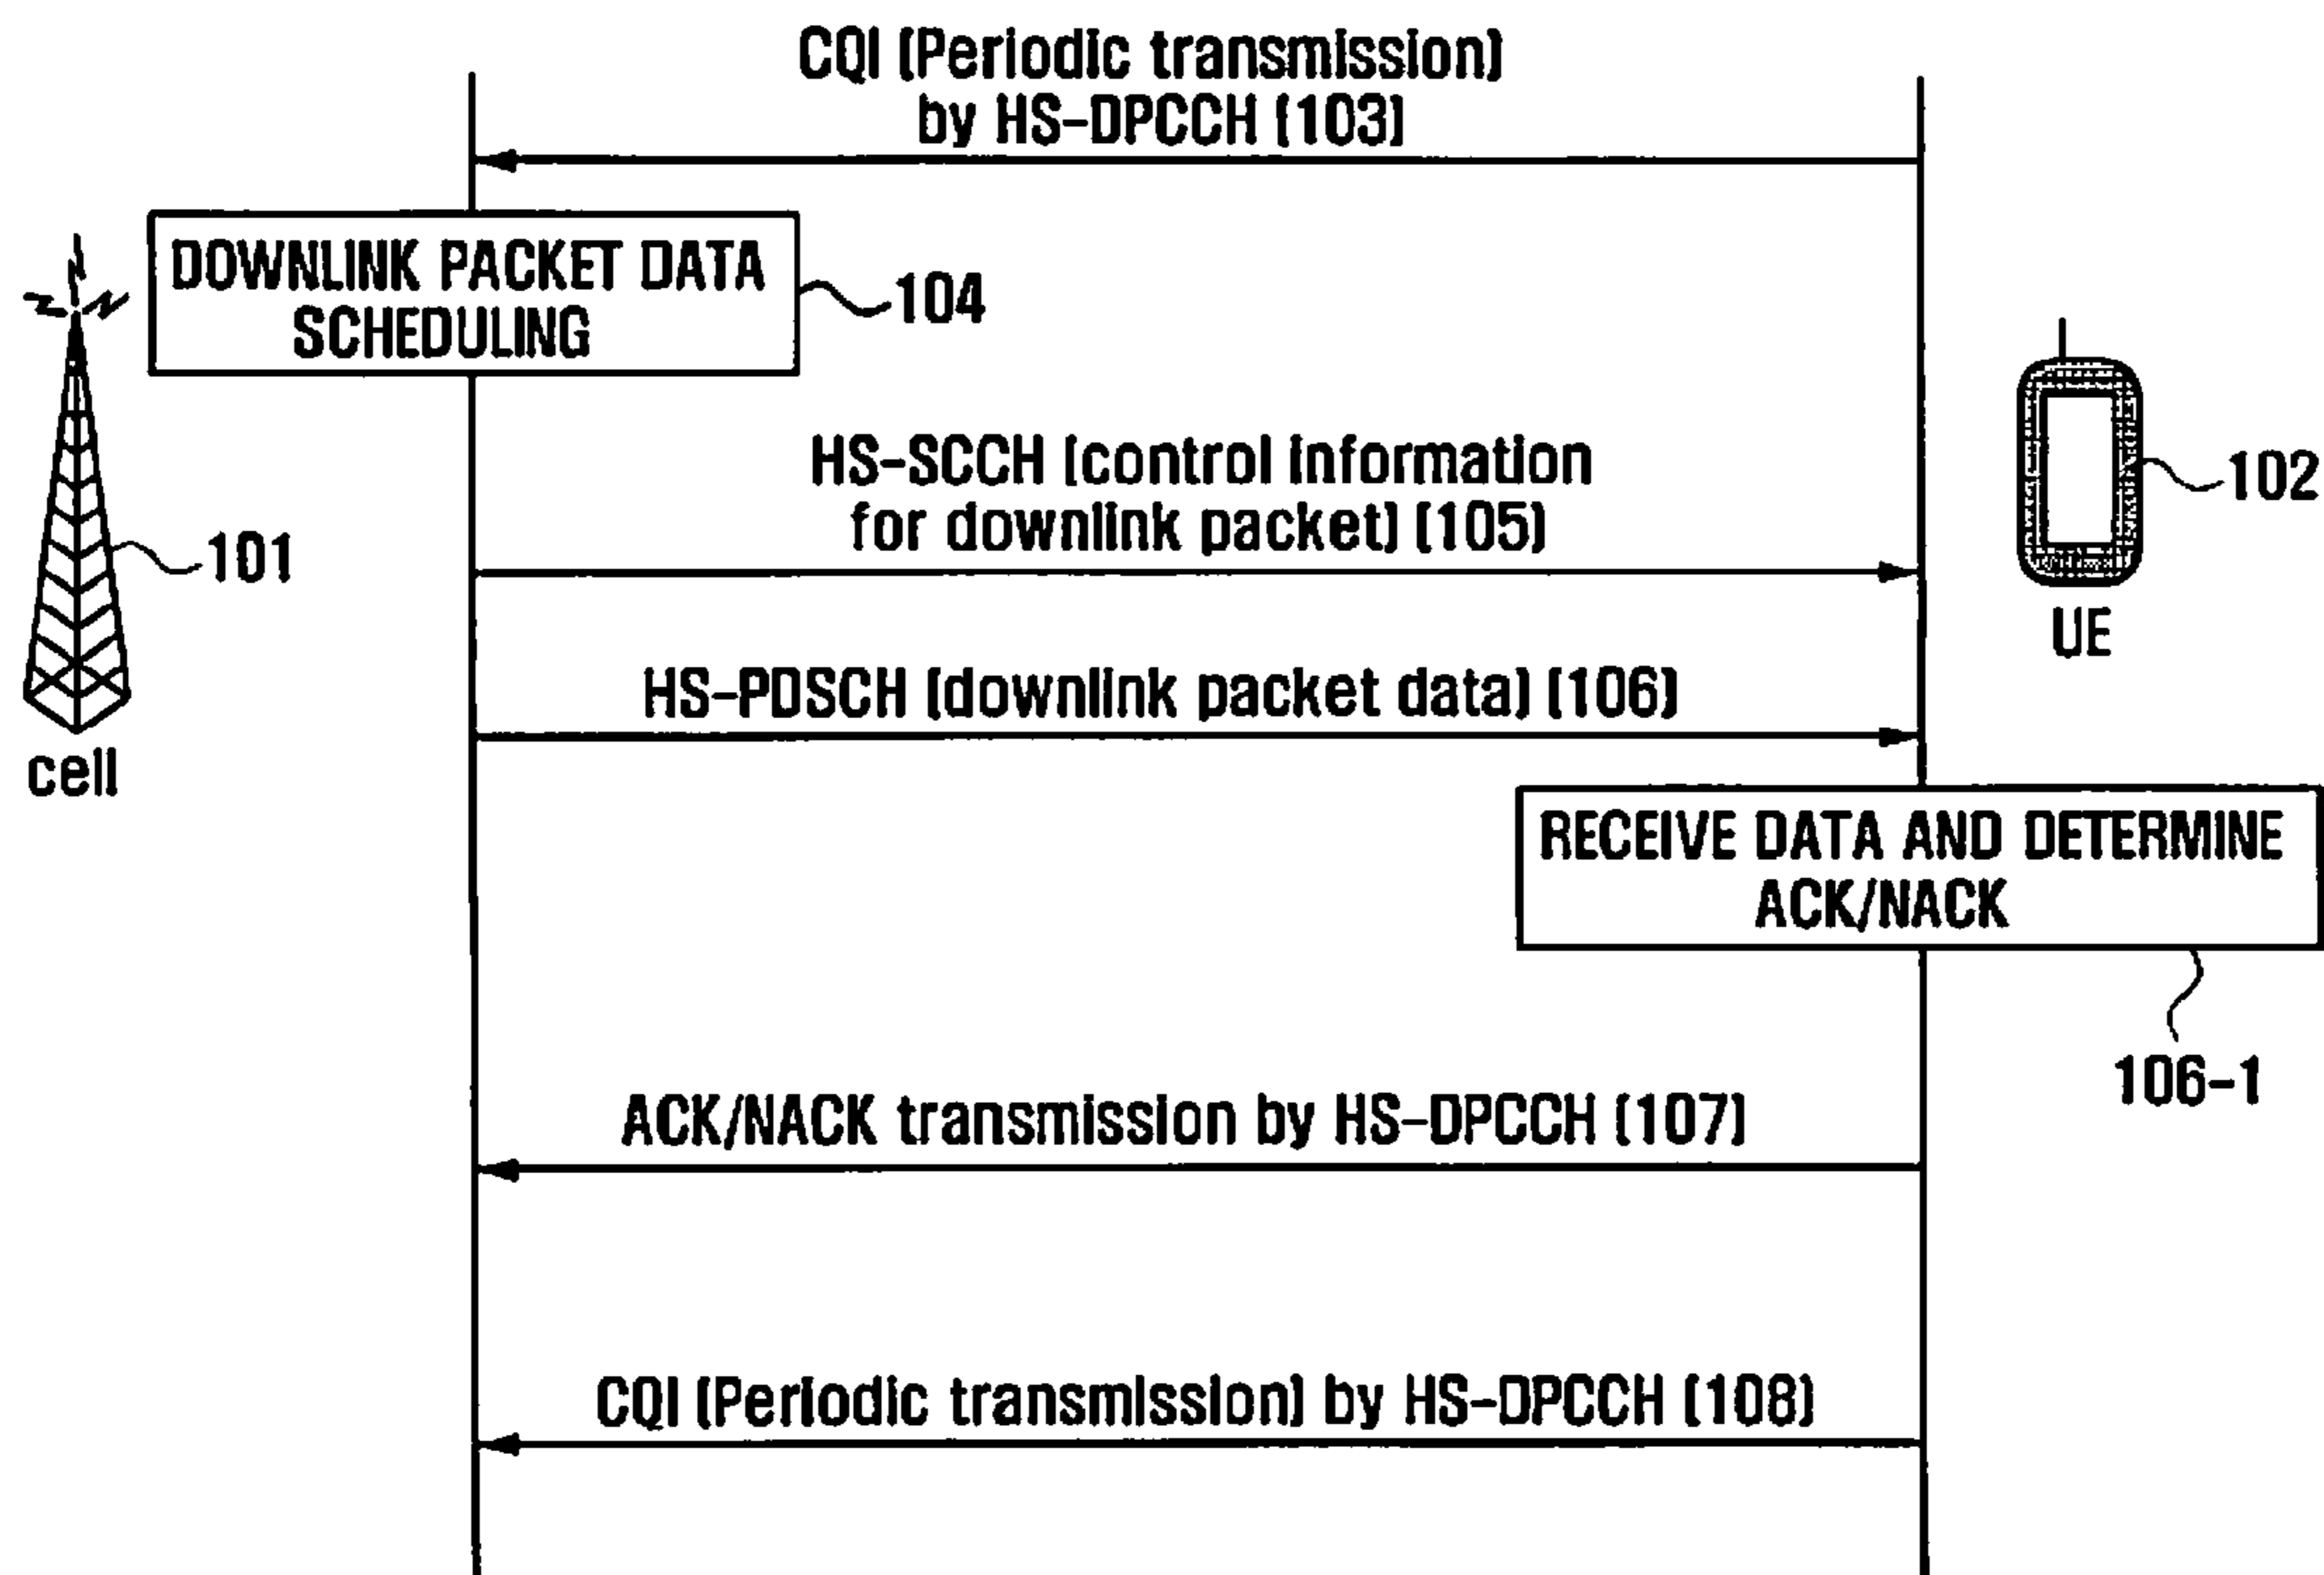 CQI (Periodic transmission)
by HS-DPCCH (103)
DOWNLINK PACKET DATA
SCHEDULING
104
HS-SCCH (control information
for downlink packet) (105)
102
101
UE
HS-PDSCH (downlink packet data) (106)
cell
RECEIVE DATA AND DETERMINE
ACK/NACK
106-1
ACK/NACK transmission by HS-DPCCH (107)
CQI (Periodic transmission) by HS-DPCCH (108)